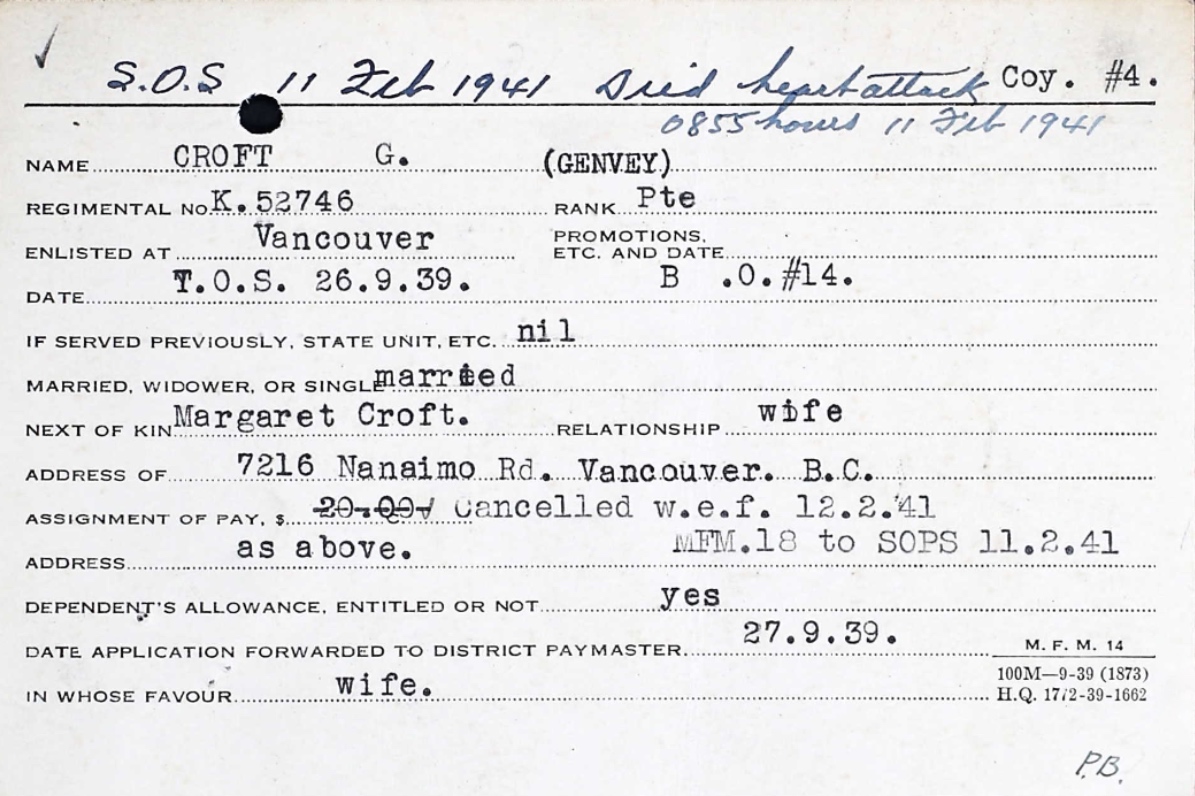 S.O.S 11 Feb 1941 Died heart attack Coy. #4.
0855 hours 11 Feb 1941
NAME CROFT G. (GENVEY)
REGIMENTAL No K.52746 RANK Pte
ENLISTED AT Vancouver PROMOTIONS, ETC. AND DATE
DATE T.O.S. 26.9.39. B .O.#14.
IF SERVED PREVIOUSLY, STATE UNIT, ETC. nil
MARRIED, WIDOWER, OR SINGLE married
NEXT OF KIN Margaret Croft. RELATIONSHIP wife
ADDRESS OF 7216 Nanaimo Rd. Vancouver. B.C.
ASSIGNMENT OF PAY, $ 20.00 Cancelled w.e.f. 12.2.41
as above. MFM.18 to SOPS 11.2.41
ADDRESS
DEPENDENT'S ALLOWANCE, ENTITLED OR NOT yes
DATE APPLICATION FORWARDED TO DISTRICT PAYMASTER 27.9.39.
M. F. M. 14
IN WHOSE FAVOUR wife.
100M—9-39 (1873)
H.Q. 1772-39-1662
P.B.